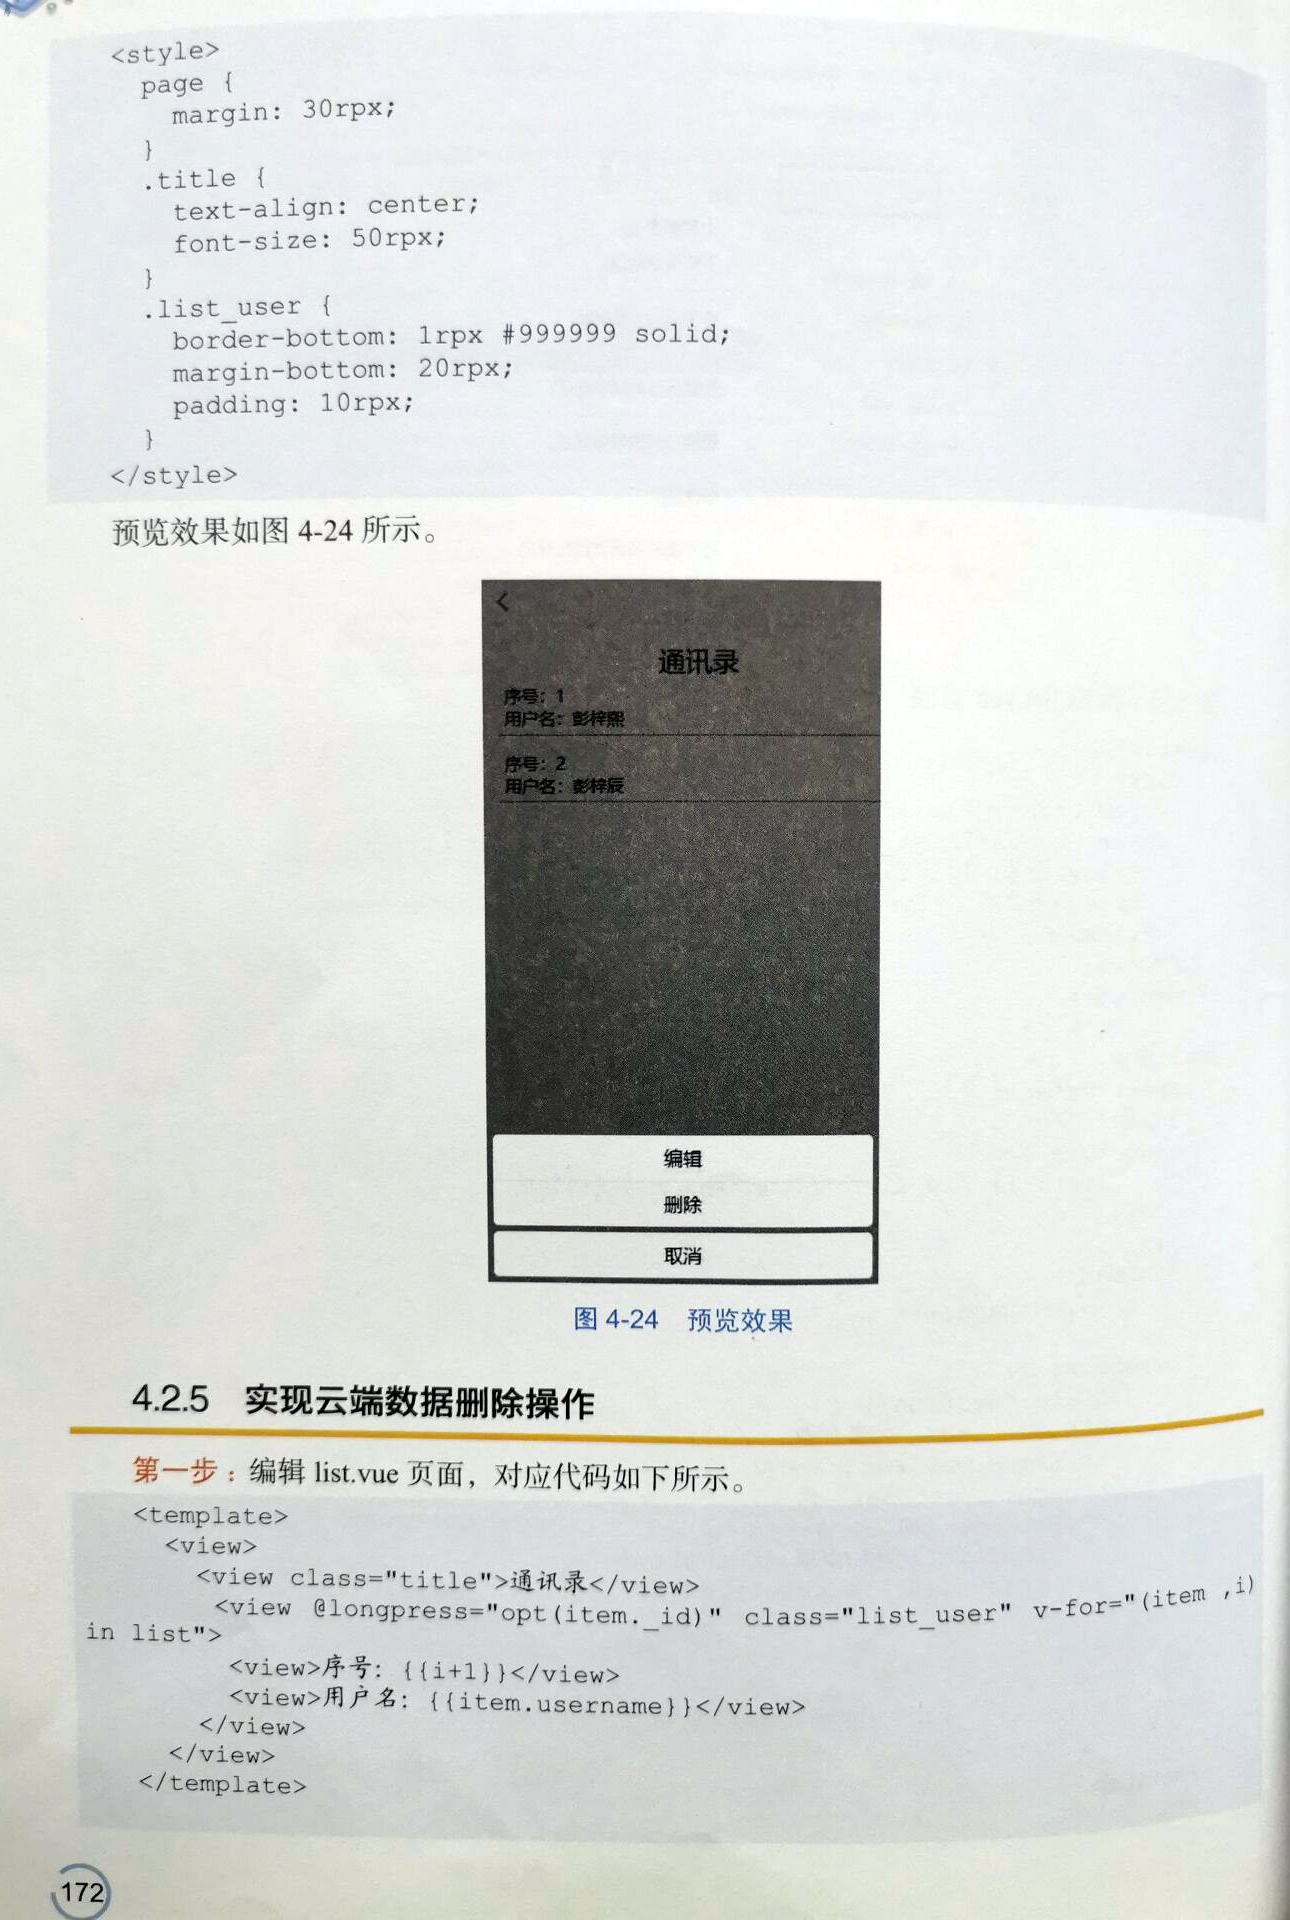 <style>
page {
margin: 30rpx;
}
.title {
text-align: center;
font-size: 50rpx;
}
.list_user {
border-bottom: 1rpx #999999 solid;
margin-bottom: 20rpx;
padding: 10rpx;
}
</style>
预览效果如图 4-24 所示。
通讯录
序号：1
用户名：彭梓熙
序号：2
用户名：彭梓辰
编辑
删除
取消
图 4-24 预览效果
4.2.5 实现云端数据删除操作
第一步：编辑 list.vue 页面，对应代码如下所示。
<template>
<view>
<view class="title">通讯录</view>
<view @longpress="opt(item._id)" class="list_user" v-for="(item ,i)
in list">
<view>序号：{{i+1}}</view>
<view>用户名：{{item.username}}</view>
</view>
</view>
</template>
172